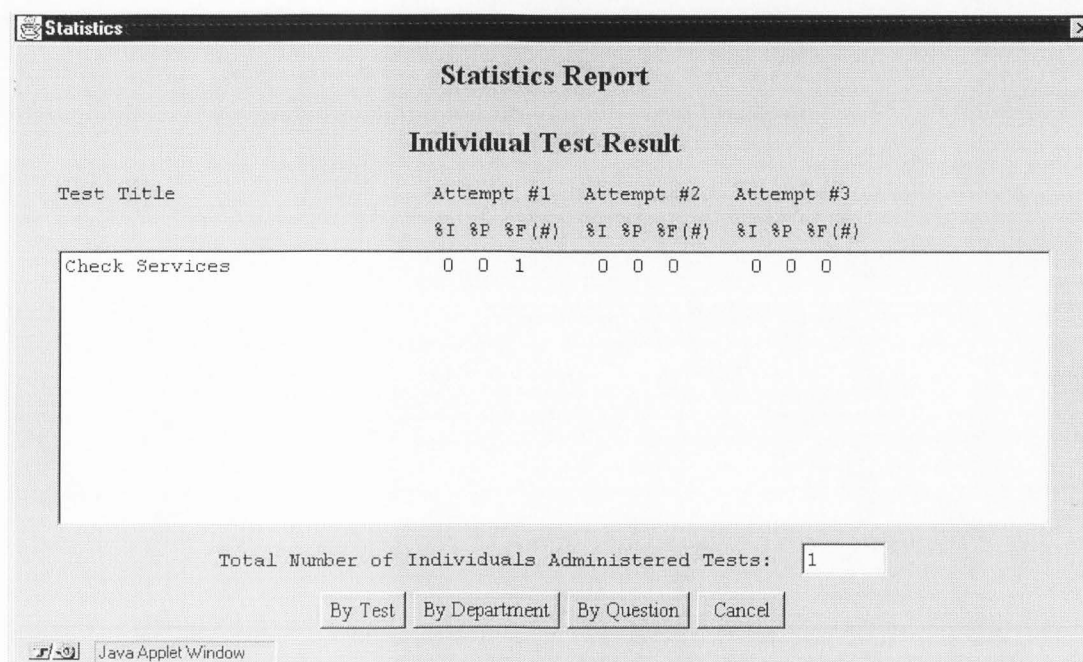 Statistics
Statistics Report
Individual Test Result
Test Title Attempt #1 Attempt #2 Attempt #3
%I %P %F(#) %I %P %F(#) %I %P %F(#)
Check Services 0 0 1 0 0 0 0 0 0
Total Number of Individuals Administered Tests: 1
By Test By Department By Question Cancel
Java Applet Window